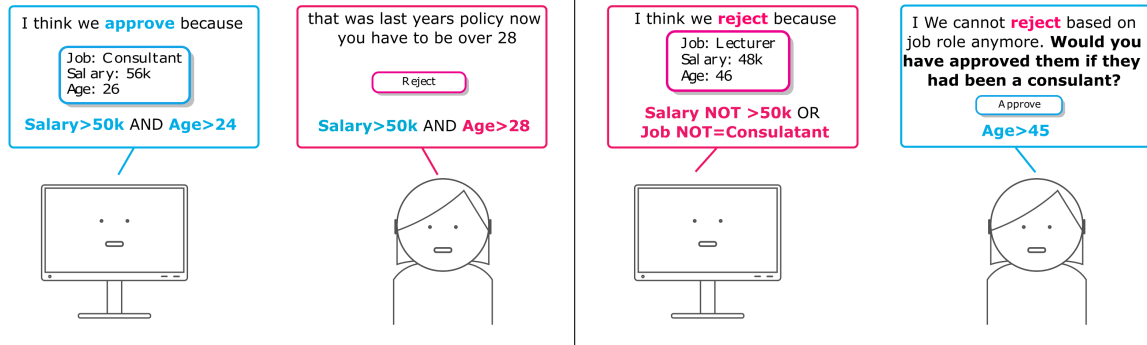 I think we approve because
Job: Consultant
Salary: 56k
Age: 26
Salary>50k AND Age>24
that was last years policy now
you have to be over 28
Reject
Salary>50k AND Age>28
I think we reject because
Job: Lecturer
Salary: 48k
Age: 46
Salary NOT >50k OR
Job NOT=Consulatant
I We cannot reject based on
job role anymore. Would you
have approved them if they
had been a consulant?
Approve
Age>45